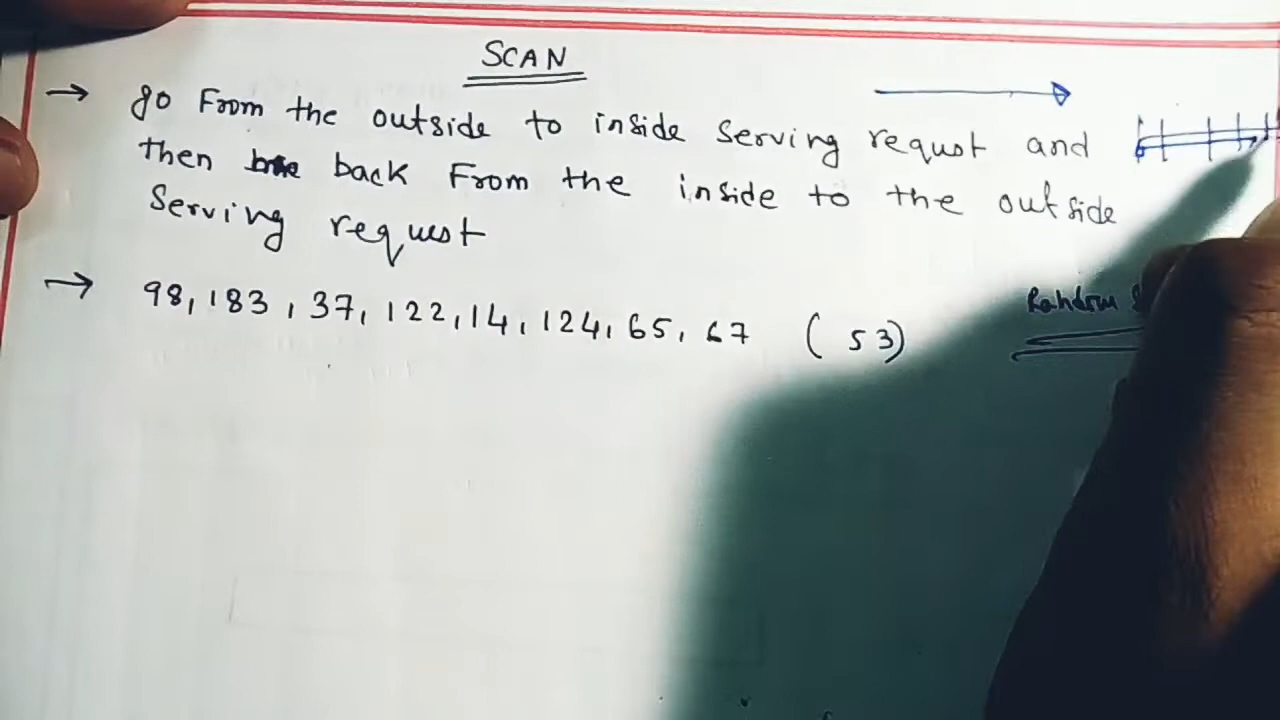 SCAN
→ go From the outside to inside Serving requst and
then back From the inside to the outside
Serving request
→ 98, 183, 37, 122, 14, 124, 65, 67 (53)